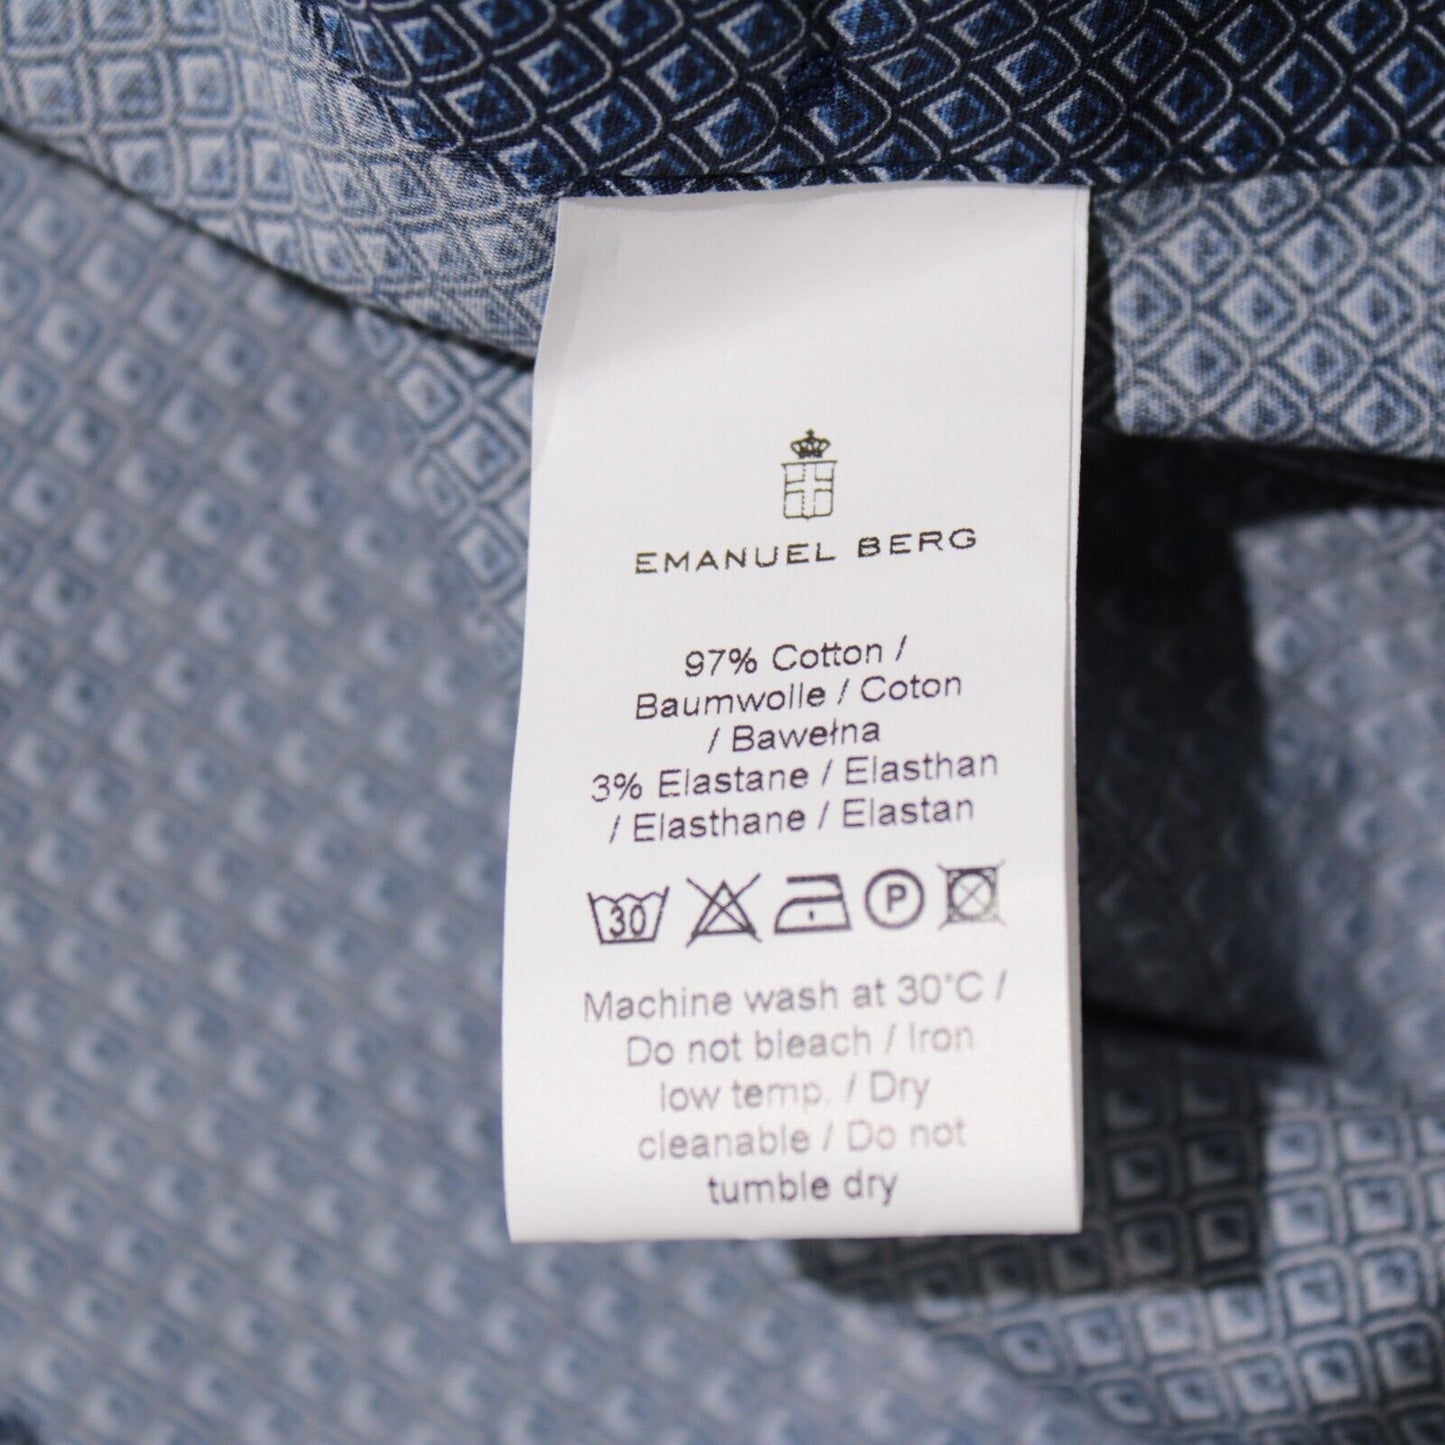 EMANUEL BERG
97% Cotton /
Baumwolle / Coton
/ Bawełna
3% Elastane / Elasthan
/ Elasthane / Elastan
30 P
Machine wash at 30°C /
Do not bleach / Iron
low temp. / Dry
cleanable / Do not
tumble dry